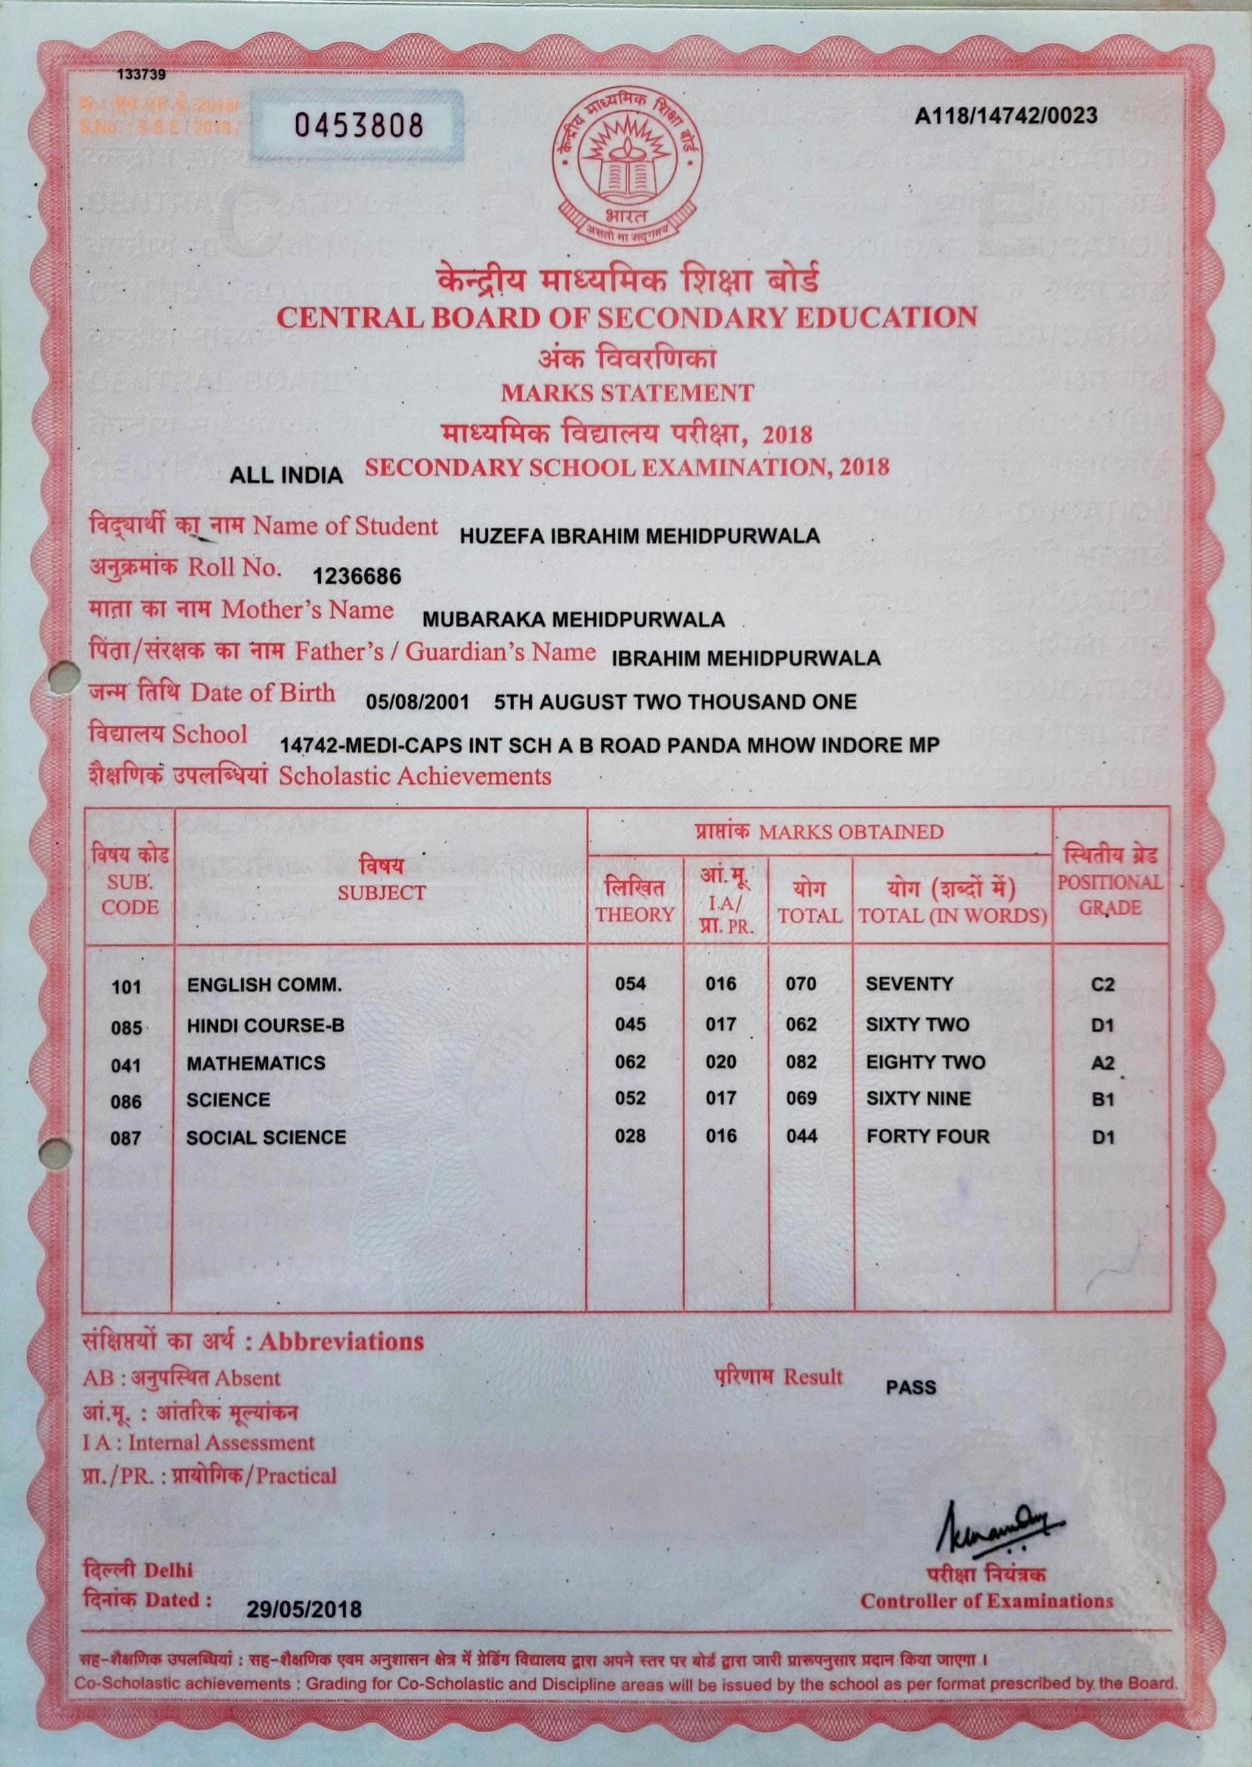 133739
क्र.: एस.एस.ई./2018/
S.No. : S S E / 2018 /
0453808
A118/14742/0023
केन्द्रीय माध्यमिक शिक्षा बोर्ड
भारत
असतो मा सद्गमय
केन्द्रीय माध्यमिक शिक्षा बोर्ड
CENTRAL BOARD OF SECONDARY EDUCATION
अंक विवरणिका
MARKS STATEMENT
माध्यमिक विद्यालय परीक्षा, 2018
ALL INDIA SECONDARY SCHOOL EXAMINATION, 2018
विद्यार्थी का नाम Name of Student HUZEFA IBRAHIM MEHIDPURWALA
अनुक्रमांक Roll No. 1236686
माता का नाम Mother's Name MUBARAKA MEHIDPURWALA
पिता/संरक्षक का नाम Father's / Guardian's Name IBRAHIM MEHIDPURWALA
जन्म तिथि Date of Birth 05/08/2001 5TH AUGUST TWO THOUSAND ONE
विद्यालय School 14742-MEDI-CAPS INT SCH A B ROAD PANDA MHOW INDORE MP
शैक्षणिक उपलब्धियां Scholastic Achievements
विषय कोड
SUB.
CODE
विषय
SUBJECT
प्राप्तांक MARKS OBTAINED
लिखित
THEORY
आं.मू.
I.A/
प्रा. PR.
योग
TOTAL
योग (शब्दों में)
TOTAL (IN WORDS)
स्थितीय ग्रेड
POSITIONAL
GRADE
101 ENGLISH COMM. 054 016 070 SEVENTY C2
085 HINDI COURSE-B 045 017 062 SIXTY TWO D1
041 MATHEMATICS 062 020 082 EIGHTY TWO A2
086 SCIENCE 052 017 069 SIXTY NINE B1
087 SOCIAL SCIENCE 028 016 044 FORTY FOUR D1
संक्षिप्तियों का अर्थ : Abbreviations
AB : अनुपस्थित Absent
परिणाम Result PASS
आं.मू. : आंतरिक मूल्यांकन
I A : Internal Assessment
प्रा./PR. : प्रायोगिक/Practical
दिल्ली Delhi
दिनांक Dated : 29/05/2018
परीक्षा नियंत्रक
Controller of Examinations
सह-शैक्षणिक उपलब्धियां : सह-शैक्षणिक एवम अनुशासन क्षेत्र में ग्रेडिंग विद्यालय द्वारा अपने स्तर पर बोर्ड द्वारा जारी प्रारूपनुसार प्रदान किया जाएगा ।
Co-Scholastic achievements : Grading for Co-Scholastic and Discipline areas will be issued by the school as per format prescribed by the Board.